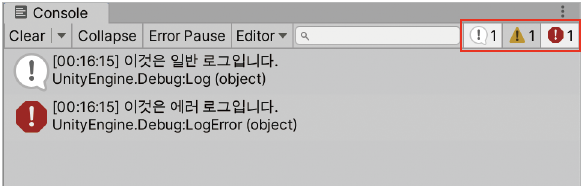 Console
Clear Collapse Error Pause Editor 1 1 1
[00:16:15] 이것은 일반 로그입니다.
UnityEngine.Debug:Log (object)
[00:16:15] 이것은 에러 로그입니다.
UnityEngine.Debug:LogError (object)